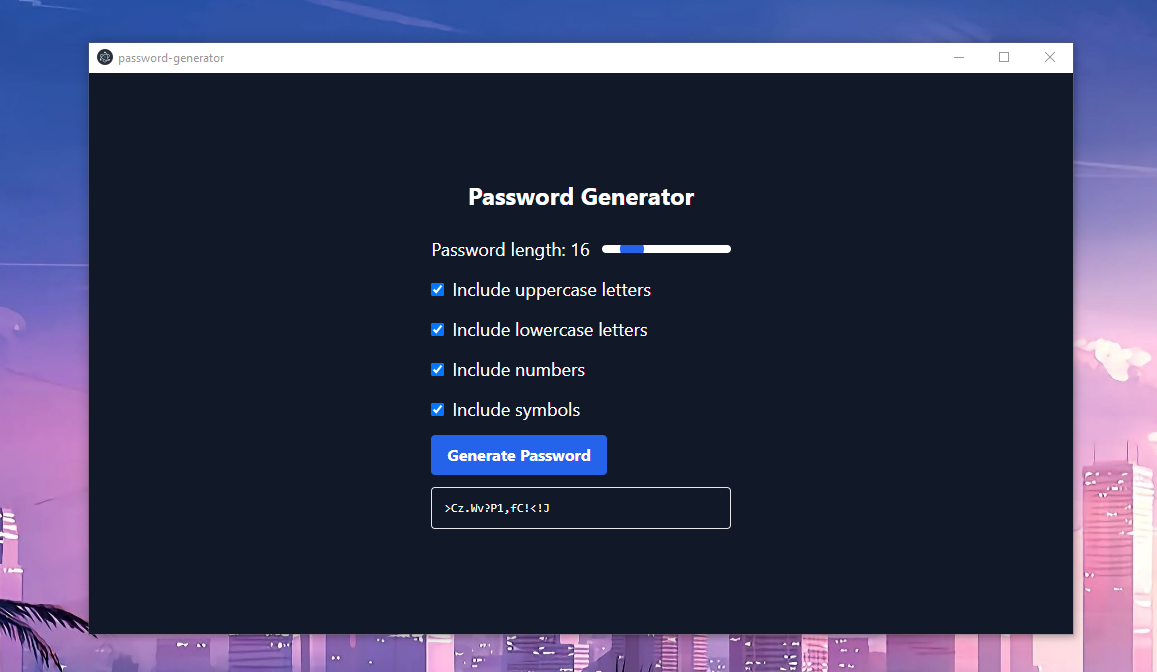 password-generator
Password Generator
Password length: 16
Include uppercase letters
Include lowercase letters
Include numbers
Include symbols
Generate Password
>Cz.Wv?P1,fC!<!J